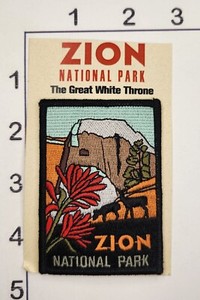 1 2 3
ZION
NATIONAL PARK
The Great White Throne
1
2
3
4
5
ZION
NATIONAL PARK